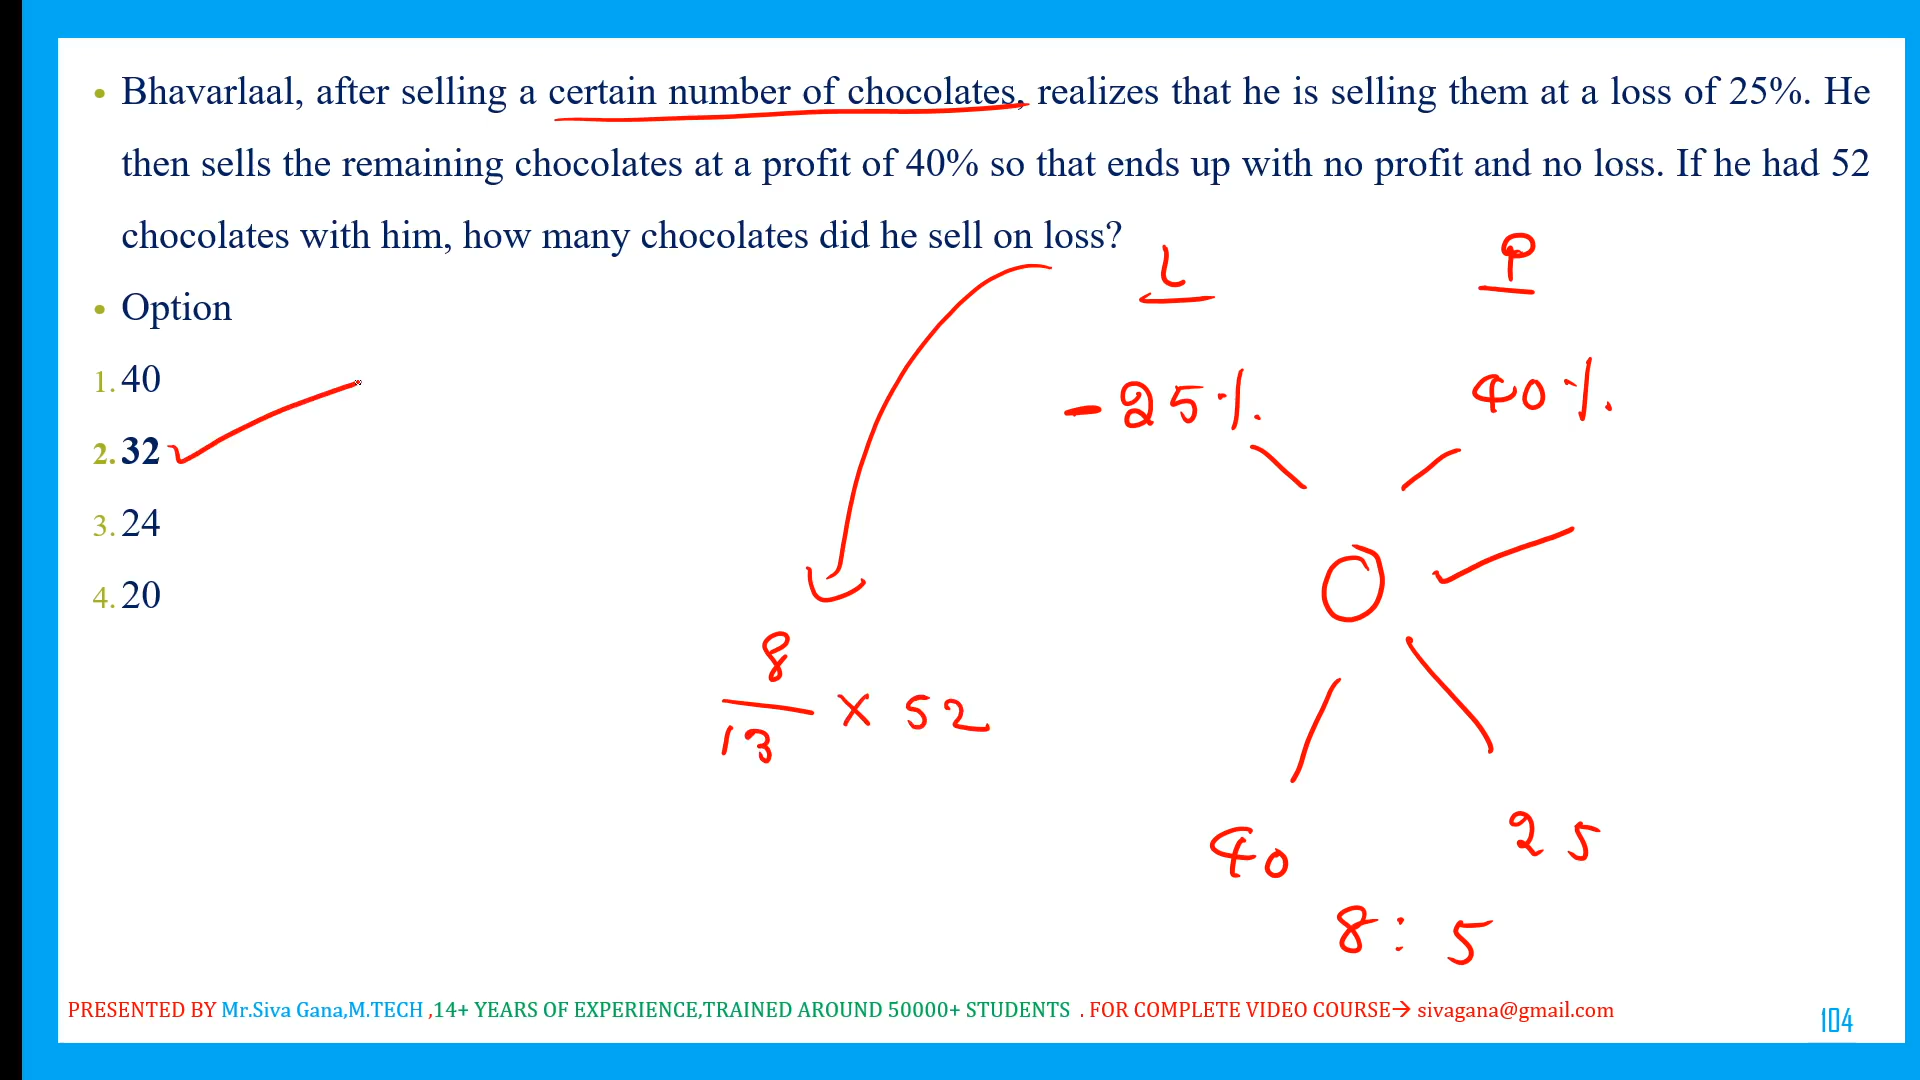 • Bhavarlaal, after selling a certain number of chocolates, realizes that he is selling them at a loss of 25%. He
then sells the remaining chocolates at a profit of 40% so that ends up with no profit and no loss. If he had 52
chocolates with him, how many chocolates did he sell on loss?
L P
• Option
1. 40
-25% 40%
2. 32
3. 24
4. 20
0
8
13 × 52
40 25
8 : 5
PRESENTED BY Mr.Siva Gana,M.TECH ,14+ YEARS OF EXPERIENCE,TRAINED AROUND 50000+ STUDENTS . FOR COMPLETE VIDEO COURSE→ sivagana@gmail.com
104